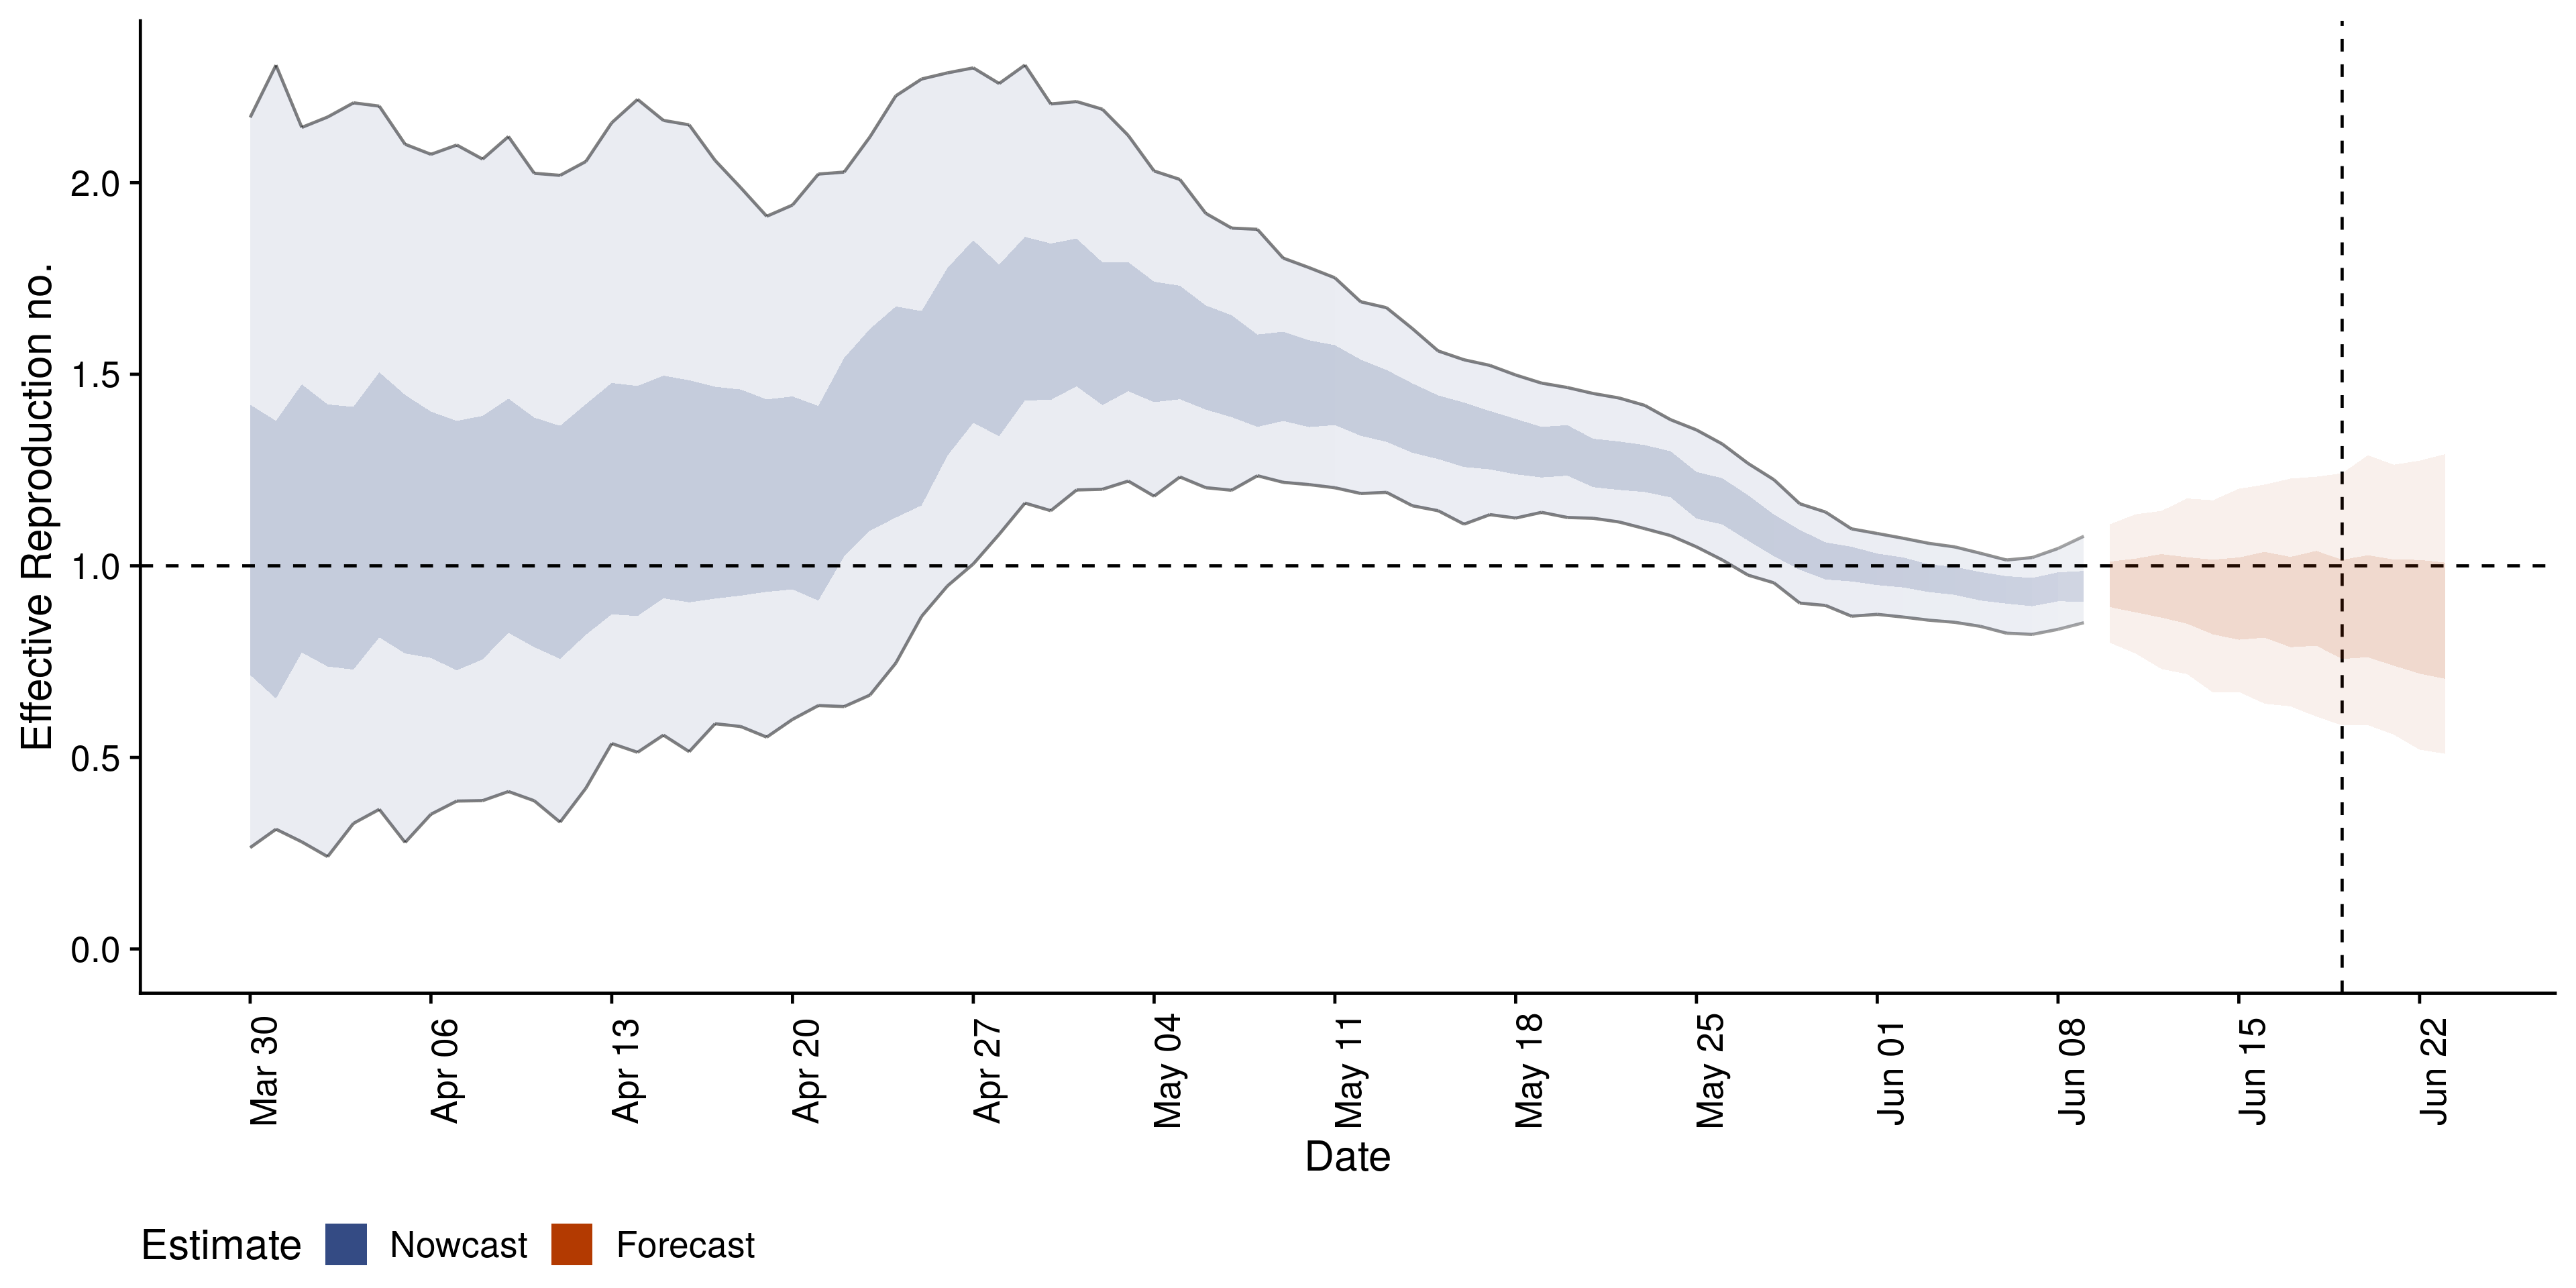 Effective Reproduction no.
2.0
1.5
1.0
0.5
0.0
Mar 30
Apr 06
Apr 13
Apr 20
Apr 27
May 04
May 11
May 18
May 25
Jun 01
Jun 08
Jun 15
Jun 22
Date
Estimate Nowcast Forecast